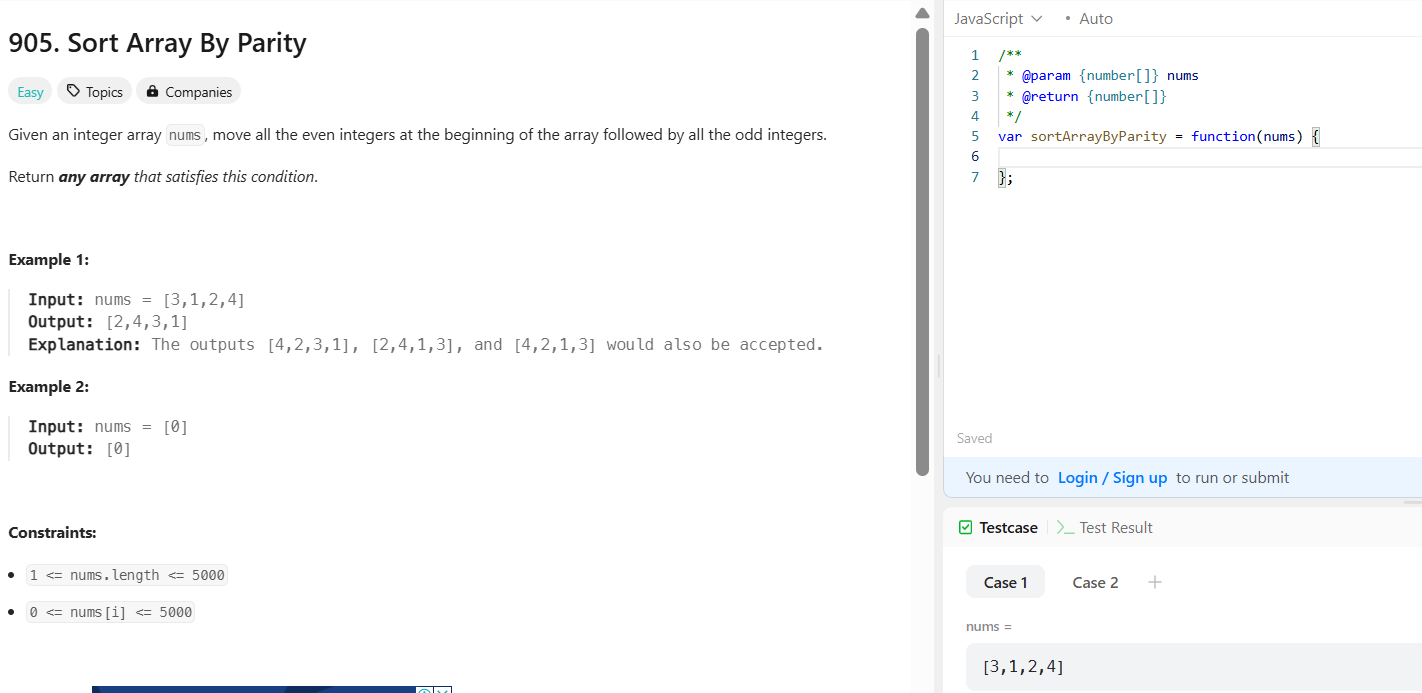 905. Sort Array By Parity
Easy
Topics
Companies
Given an integer array nums, move all the even integers at the beginning of the array followed by all the odd integers.
Return any array that satisfies this condition.
Example 1:
Input: nums = [3,1,2,4]
Output: [2,4,3,1]
Explanation: The outputs [4,2,3,1], [2,4,1,3], and [4,2,1,3] would also be accepted.
Example 2:
Input: nums = [0]
Output: [0]
Constraints:
1 <= nums.length <= 5000
0 <= nums[i] <= 5000
JavaScript
Auto
1 /**
2 * @param {number[]} nums
3 * @return {number[]}
4 */
5 var sortArrayByParity = function(nums) {
6
7 };
Saved
You need to Login / Sign up to run or submit
Testcase
Test Result
Case 1
Case 2
nums =
[3,1,2,4]